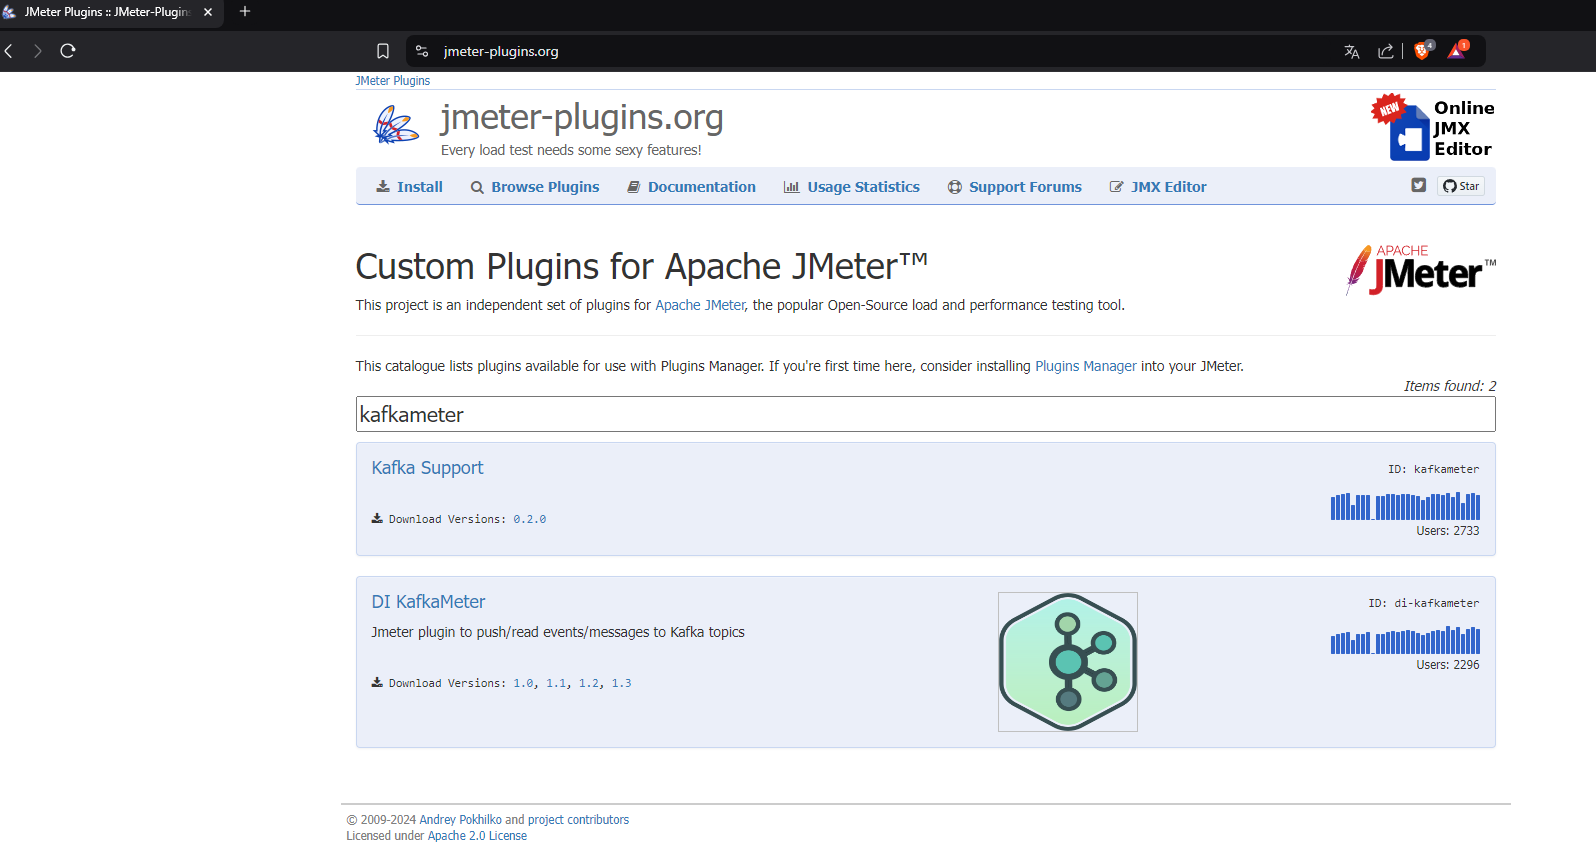 JMeter Plugins :: JMeter-Plugins
jmeter-plugins.org
4
1
JMeter Plugins
jmeter-plugins.org
Every load test needs some sexy features!
NEW
Online
JMX
Editor
Install
Browse Plugins
Documentation
Usage Statistics
Support Forums
JMX Editor
Star
Custom Plugins for Apache JMeter™
APACHE
JMeter™
This project is an independent set of plugins for Apache JMeter, the popular Open-Source load and performance testing tool.
This catalogue lists plugins available for use with Plugins Manager. If you're first time here, consider installing Plugins Manager into your JMeter.
Items found: 2
kafkameter
Kafka Support
ID: kafkameter
Download Versions: 0.2.0
Users: 2733
DI KafkaMeter
ID: di-kafkameter
Jmeter plugin to push/read events/messages to Kafka topics
Users: 2296
Download Versions: 1.0, 1.1, 1.2, 1.3
© 2009-2024 Andrey Pokhilko and project contributors
Licensed under Apache 2.0 License